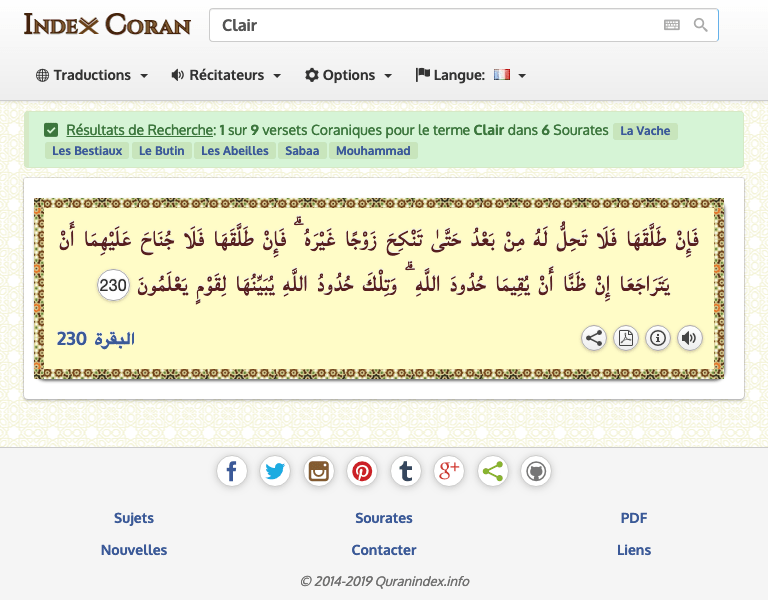 INDEX CORAN
Clair
Traductions
Récitateurs
Options
Langue:
Résultats de Recherche: 1 sur 9 versets Coraniques pour le terme Clair dans 6 Sourates La Vache
Les Bestiaux Le Butin Les Abeilles Sabaa Mouhammad
فَإِنْ طَلَّقَهَا فَلَا تَحِلُّ لَهُ مِنْ بَعْدُ حَتَّىٰ تَنْكِحَ زَوْجًا غَيْرَهُ ۗ فَإِنْ طَلَّقَهَا فَلَا جُنَاحَ عَلَيْهِمَا أَنْ
يَتَرَاجَعَا إِنْ ظَنَّا أَنْ يُقِيمَا حُدُودَ اللَّهِ ۗ وَتِلْكَ حُدُودُ اللَّهِ يُبَيِّنُهَا لِقَوْمٍ يَعْلَمُونَ 230
البقرة 230
Sujets
Sourates
PDF
Nouvelles
Contacter
Liens
© 2014-2019 Quranindex.info